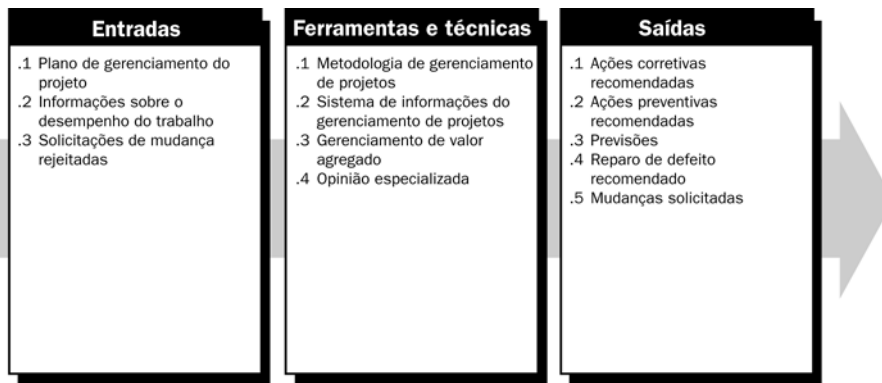 Entradas
.1 Plano de gerenciamento do
projeto
.2 Informações sobre o
desempenho do trabalho
.3 Solicitações de mudança
rejeitadas
Ferramentas e técnicas
.1 Metodologia de gerenciamento
de projetos
.2 Sistema de informações do
gerenciamento de projetos
.3 Gerenciamento de valor
agregado
.4 Opinião especializada
Saídas
.1 Ações corretivas
recomendadas
.2 Ações preventivas
recomendadas
.3 Previsões
.4 Reparo de defeito
recomendado
.5 Mudanças solicitadas